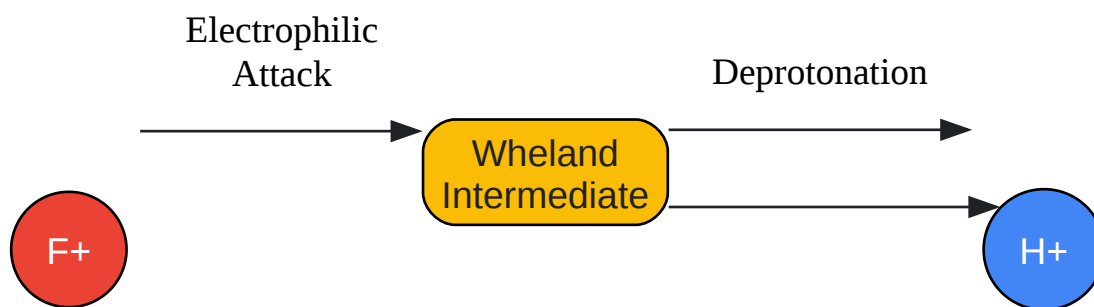 Electrophilic
Attack
Deprotonation
Wheland
Intermediate
F+
H+